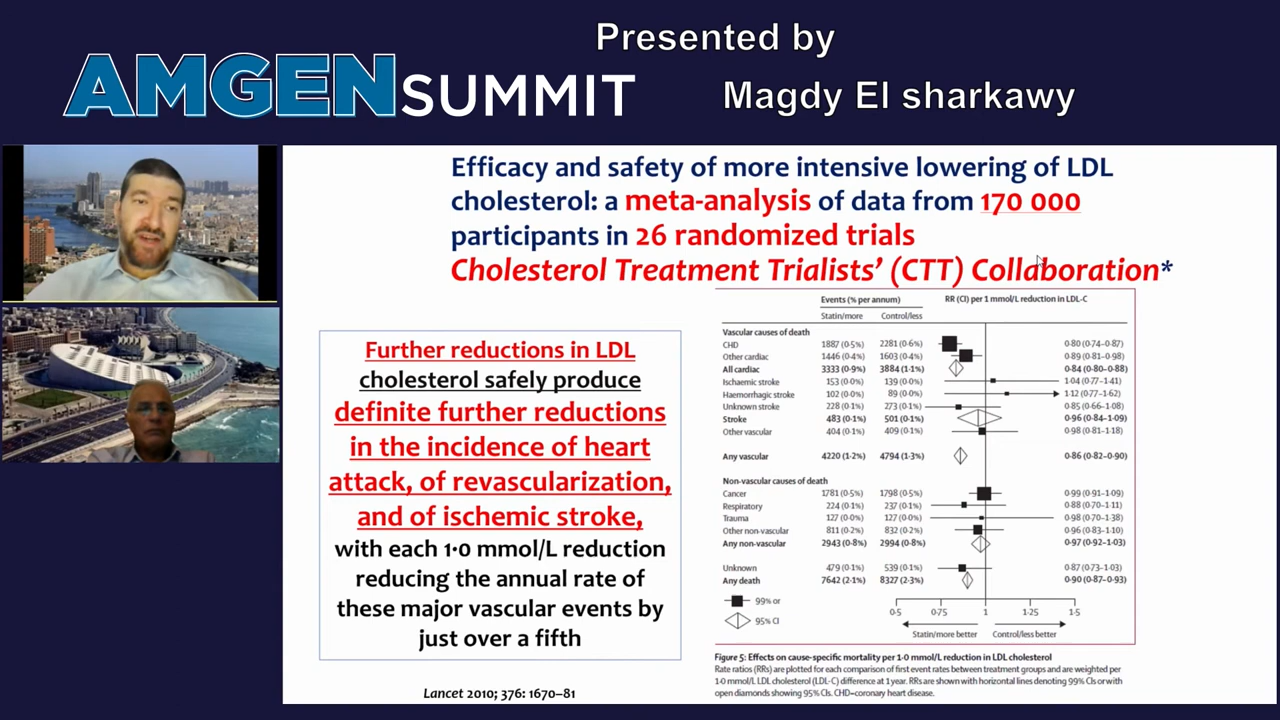 Presented by
AMGEN SUMMIT
Magdy El sharkawy
Efficacy and safety of more intensive lowering of LDL
cholesterol: a meta-analysis of data from 170 000
participants in 26 randomized trials
Cholesterol Treatment Trialists’ (CTT) Collaboration*
Further reductions in LDL
cholesterol safely produce
definite further reductions
in the incidence of heart
attack, of revascularization,
and of ischemic stroke,
with each 1·0 mmol/L reduction
reducing the annual rate of
these major vascular events by
just over a fifth
Lancet 2010; 376: 1670–81
Events (% per annum) RR (CI) per 1 mmol/L reduction in LDL-C
Statin/more Control/less
Vascular causes of death
CHD 1887 (0·5%) 2281 (0·6%) 0·80 (0·74–0·87)
Other cardiac 1446 (0·4%) 1603 (0·4%) 0·89 (0·81–0·98)
All cardiac 3333 (0·9%) 3884 (1·1%) 0·84 (0·80–0·88)
Ischaemic stroke 153 (0·0%) 139 (0·0%) 1·04 (0·77–1·41)
Haemorrhagic stroke 102 (0·0%) 89 (0·0%) 1·12 (0·77–1·62)
Unknown stroke 228 (0·1%) 273 (0·1%) 0·85 (0·66–1·08)
Stroke 483 (0·1%) 501 (0·1%) 0·96 (0·84–1·09)
Other vascular 404 (0·1%) 409 (0·1%) 0·98 (0·81–1·18)
Any vascular 4220 (1·2%) 4794 (1·3%) 0·86 (0·82–0·90)
Non-vascular causes of death
Cancer 1781 (0·5%) 1798 (0·5%) 0·99 (0·91–1·09)
Respiratory 224 (0·1%) 237 (0·1%) 0·88 (0·70–1·11)
Trauma 127 (0·0%) 127 (0·0%) 0·98 (0·70–1·38)
Other non-vascular 811 (0·2%) 832 (0·2%) 0·96 (0·83–1·10)
Any non-vascular 2943 (0·8%) 2994 (0·8%) 0·97 (0·92–1·03)
Unknown 479 (0·1%) 539 (0·1%) 0·87 (0·73–1·03)
Any death 7642 (2·1%) 8327 (2·3%) 0·90 (0·87–0·93)
99% or
95% CI
0·5 0·75 1 1·25 1·5
Statin/more better Control/less better
Figure 5: Effects on cause-specific mortality per 1·0 mmol/L reduction in LDL cholesterol
Rate ratios (RRs) are plotted for each comparison of first event rates between treatment groups and are weighted per
1·0 mmol/L LDL cholesterol (LDL-C) difference at 1 year. RRs are shown with horizontal lines denoting 99% CIs or with
open diamonds showing 95% CIs. CHD=coronary heart disease.